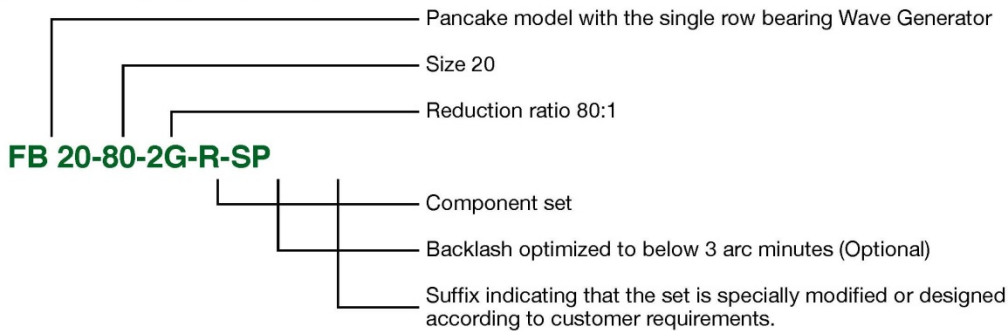 Pancake model with the single row bearing Wave Generator
Size 20
Reduction ratio 80:1
FB 20-80-2G-R-SP
Component set
Backlash optimized to below 3 arc minutes (Optional)
Suffix indicating that the set is specially modified or designed
according to customer requirements.